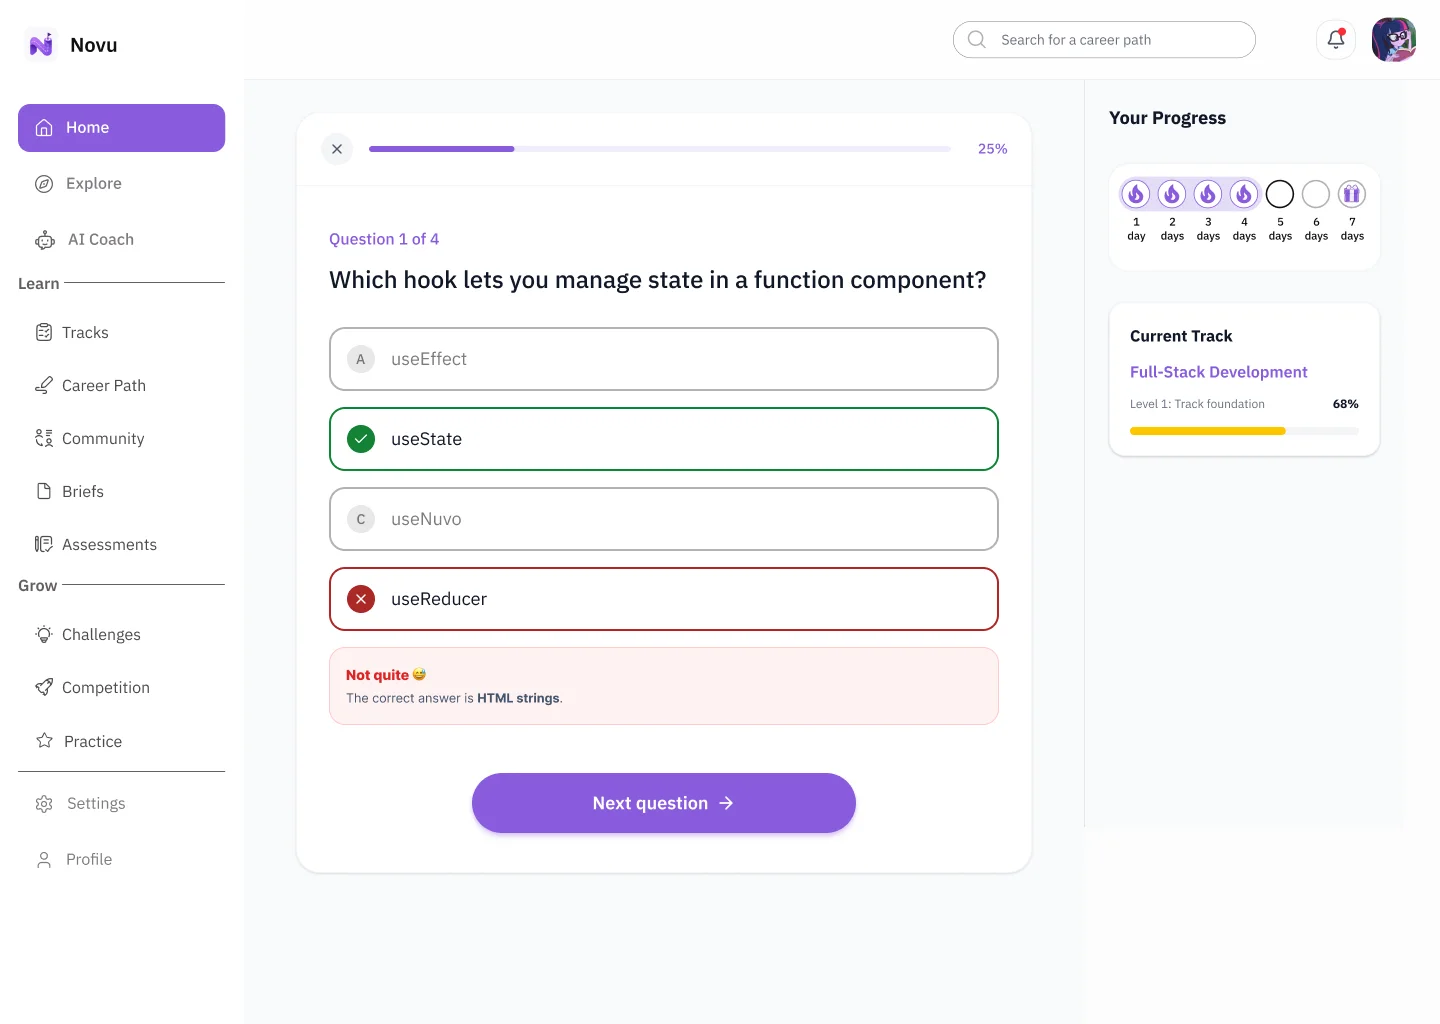 Novu
Search for a career path
Home
Explore
AI Coach
Learn
Tracks
Career Path
Community
Briefs
Assessments
Grow
Challenges
Competition
Practice
Settings
Profile
25%
Question 1 of 4
Which hook lets you manage state in a function component?
A useEffect
useState
C useNuvo
useReducer
Not quite 😅
The correct answer is HTML strings.
Next question →
Your Progress
1 2 3 4 5 6 7
day days days days days days days
Current Track
Full-Stack Development
Level 1: Track foundation 68%